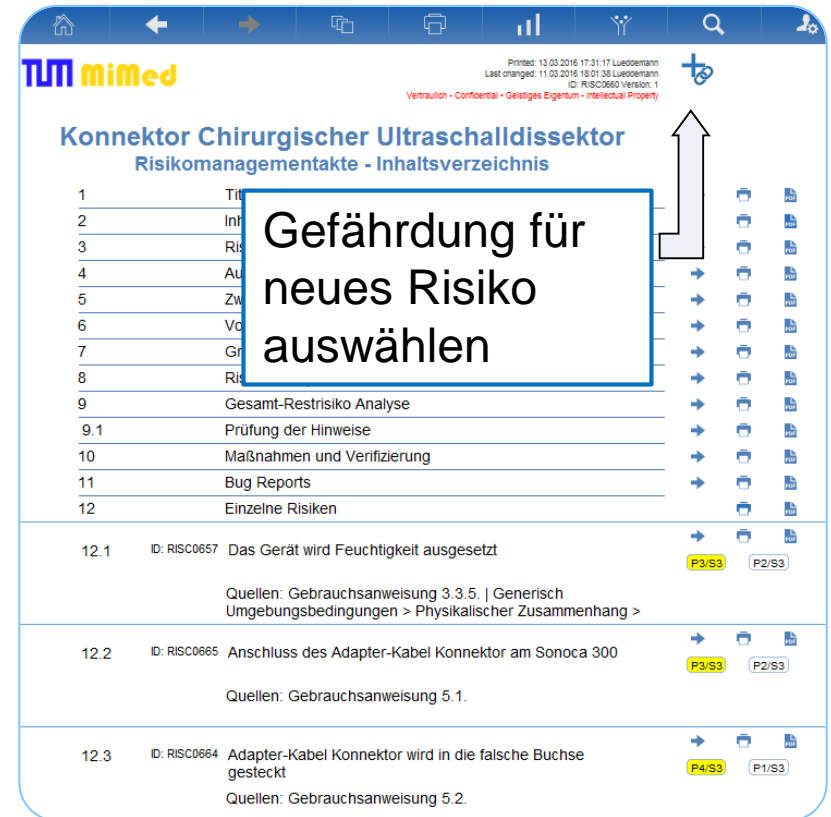 TUM miMed
Printed: 13.03.2016 17:31:17 Lueddemann
Last changed: 11.03.2016 18:01:38 Lueddemann
ID: RISC0660 Version: 1
Vertraulich - Confidential • Geistiges Eigentum - Intellectual Property
Konnektor Chirurgischer Ultraschalldissektor
Risikomanagementakte - Inhaltsverzeichnis
1
2
3
4
5
6
7
8
Gefährdung für
neues Risiko
auswählen
9 Gesamt-Restrisiko Analyse
9.1 Prüfung der Hinweise
10 Maßnahmen und Verifizierung
11 Bug Reports
12 Einzelne Risiken
12.1 ID: RISC0657 Das Gerät wird Feuchtigkeit ausgesetzt
P3/S3 P2/S3
Quellen: Gebrauchsanweisung 3.3.5. | Generisch
Umgebungsbedingungen > Physikalischer Zusammenhang >
12.2 ID: RISC0665 Anschluss des Adapter-Kabel Konnektor am Sonoca 300
P3/S3 P2/S3
Quellen: Gebrauchsanweisung 5.1.
12.3 ID: RISC0664 Adapter-Kabel Konnektor wird in die falsche Buchse
gesteckt
P4/S3 P1/S3
Quellen: Gebrauchsanweisung 5.2.